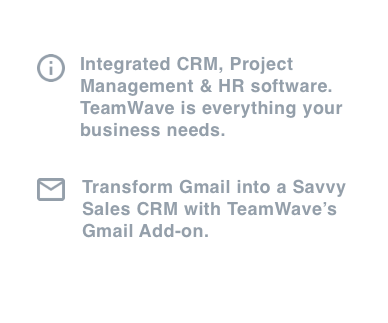 Integrated CRM, Project
Management & HR software.
TeamWave is everything your
business needs.
Transform Gmail into a Savvy
Sales CRM with TeamWave’s
Gmail Add-on.